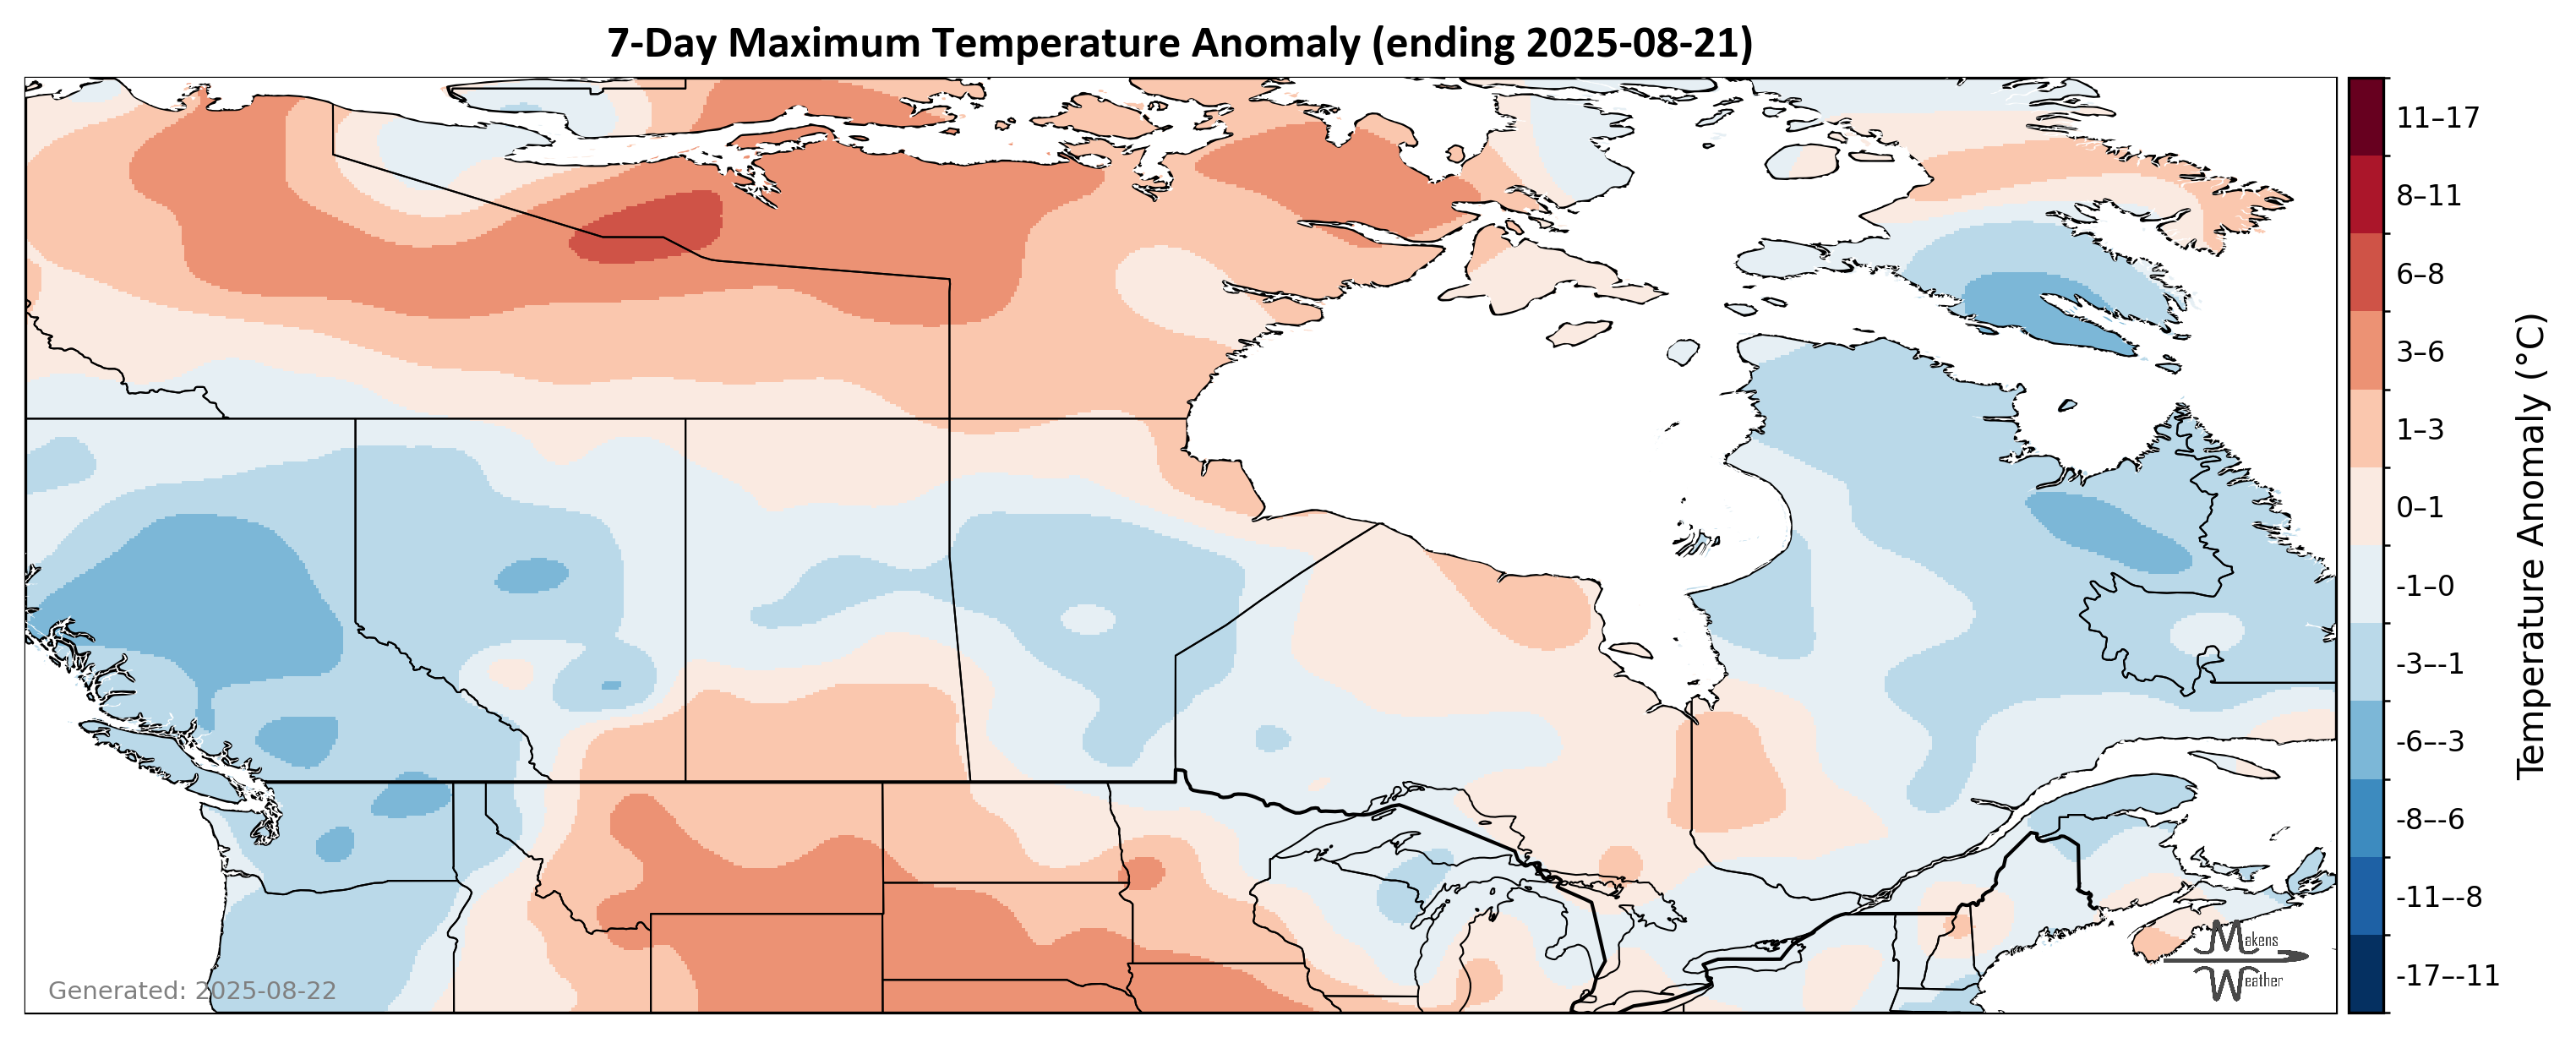 7-Day Maximum Temperature Anomaly (ending 2025-08-21)
11–17
8–11
6–8
3–6
1–3
0–1
-1–0
-3–-1
-6–-3
-8–-6
-11–-8
-17–-11
Temperature Anomaly (°C)
Makens
Weather
Generated: 2025-08-22